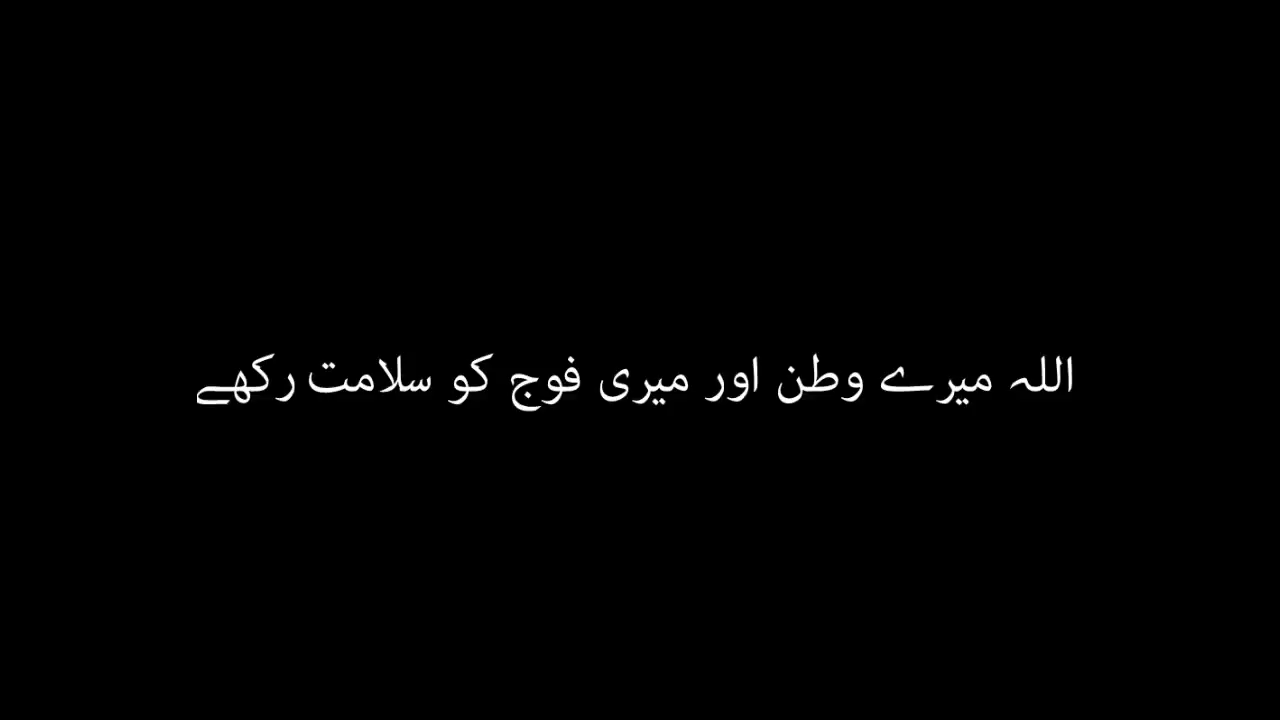 اللہ میرے وطن اور میری فوج کو سلامت رکھے